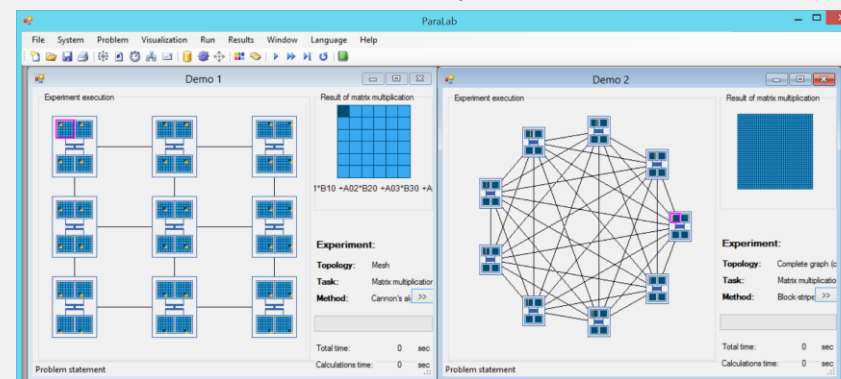 ParaLab
File System Problem Visualization Run Results Window Language Help
Demo 1
Experiment execution
Result of matrix multiplication
1*B10 +A02*B20 +A03*B30 +A
Experiment:
Topology: Mesh
Task: Matrix multiplication
Method: Cannon's al >>
Total time: 0 sec
Calculations time: 0 sec
Problem statement
Demo 2
Experiment execution
Result of matrix multiplication
Experiment:
Topology: Complete graph (c
Task: Matrix multiplicatio
Method: Block-stripe >>
Total time: 0 sec
Calculations time: 0 sec
Problem statement